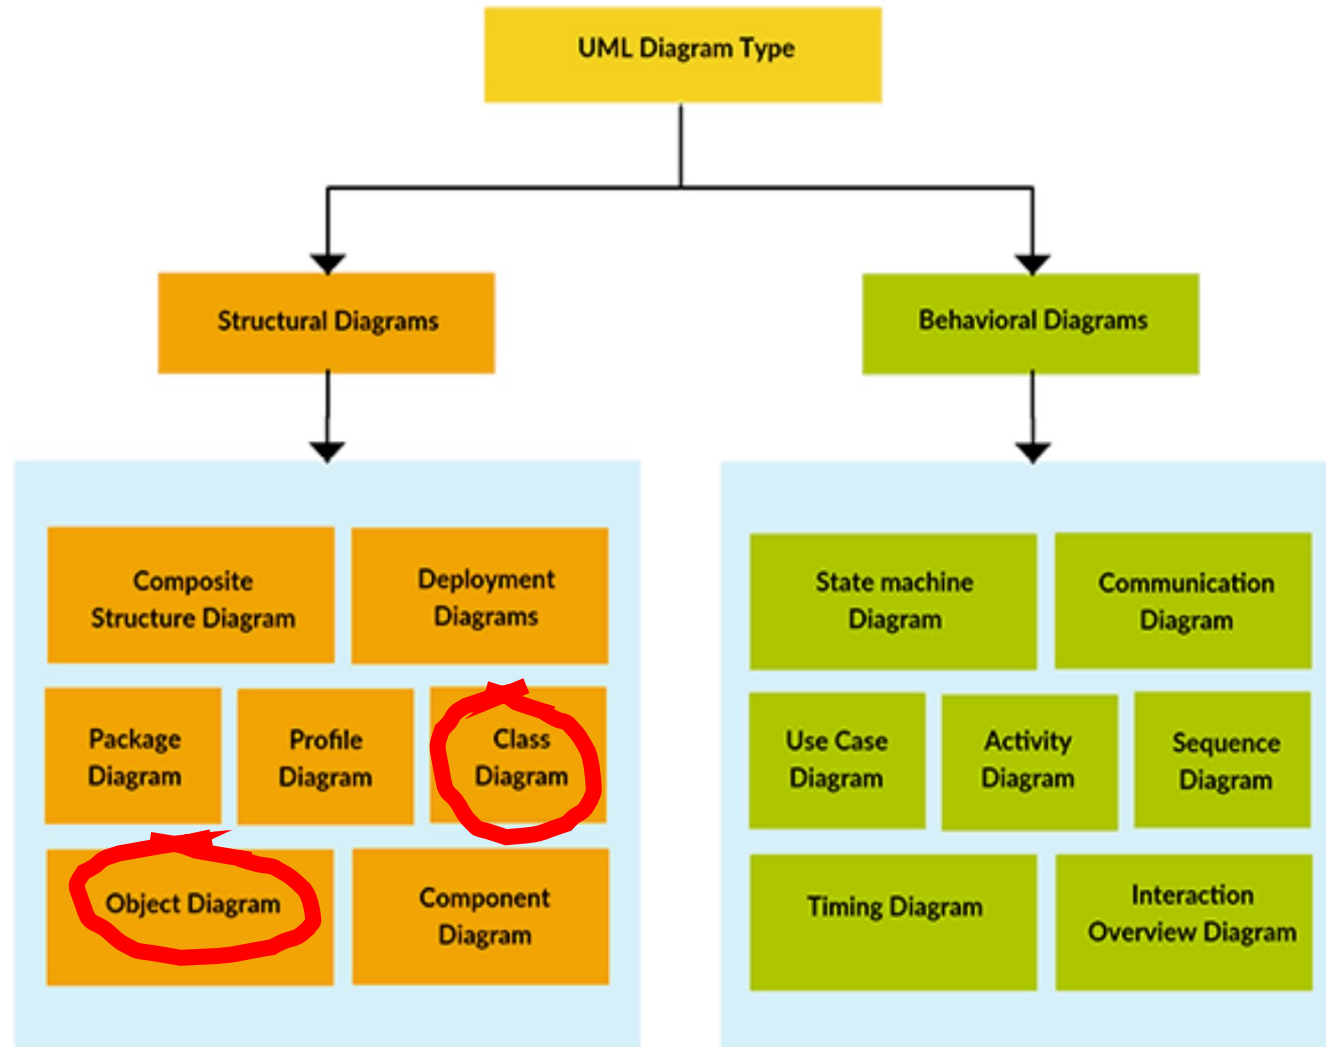 UML Diagram Type
Structural Diagrams
Behavioral Diagrams
Composite
Structure Diagram
Deployment
Diagrams
Package
Diagram
Profile
Diagram
Class
Diagram
Object Diagram
Component
Diagram
State machine
Diagram
Communication
Diagram
Use Case
Diagram
Activity
Diagram
Sequence
Diagram
Timing Diagram
Interaction
Overview Diagram